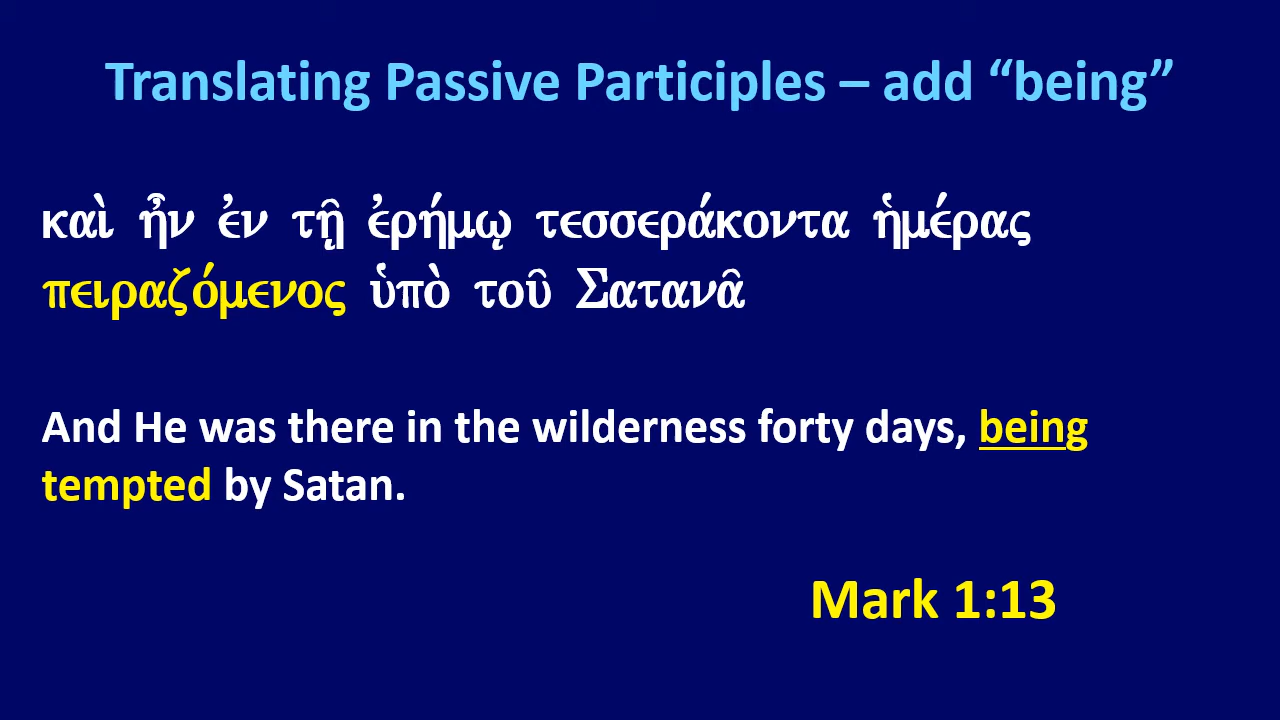 Translating Passive Participles – add “being”
καὶ ἦν ἐν τῇ ἐρήμῳ τεσσεράκοντα ἡμέρας
πειραζόμενος ὑπὸ τοῦ Σατανᾶ
And He was there in the wilderness forty days, being
tempted by Satan.
Mark 1:13